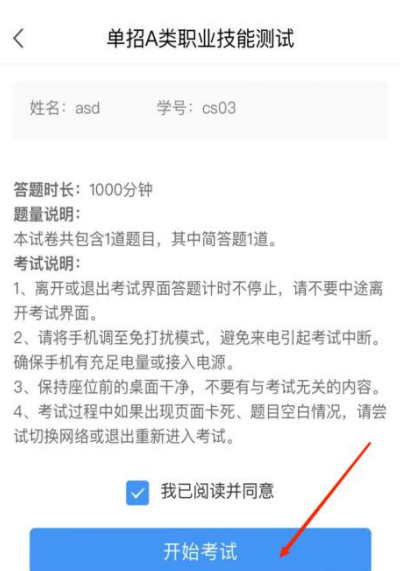 单招A类职业技能测试
姓名：asd 学号：cs03
答题时长：1000分钟
题量说明：
本试卷共包含1道题目，其中简答题1道。
考试说明：
1、离开或退出考试界面答题计时不停止，请不要中途离
开考试界面。
2、请将手机调至免打扰模式，避免来电引起考试中断。
确保手机有充足电量或接入电源。
3、保持座位前的桌面干净，不要有与考试无关的内容。
4、考试过程中如果出现页面卡死、题目空白情况，请尝
试切换网络或退出重新进入考试。
我已阅读并同意
开始考试